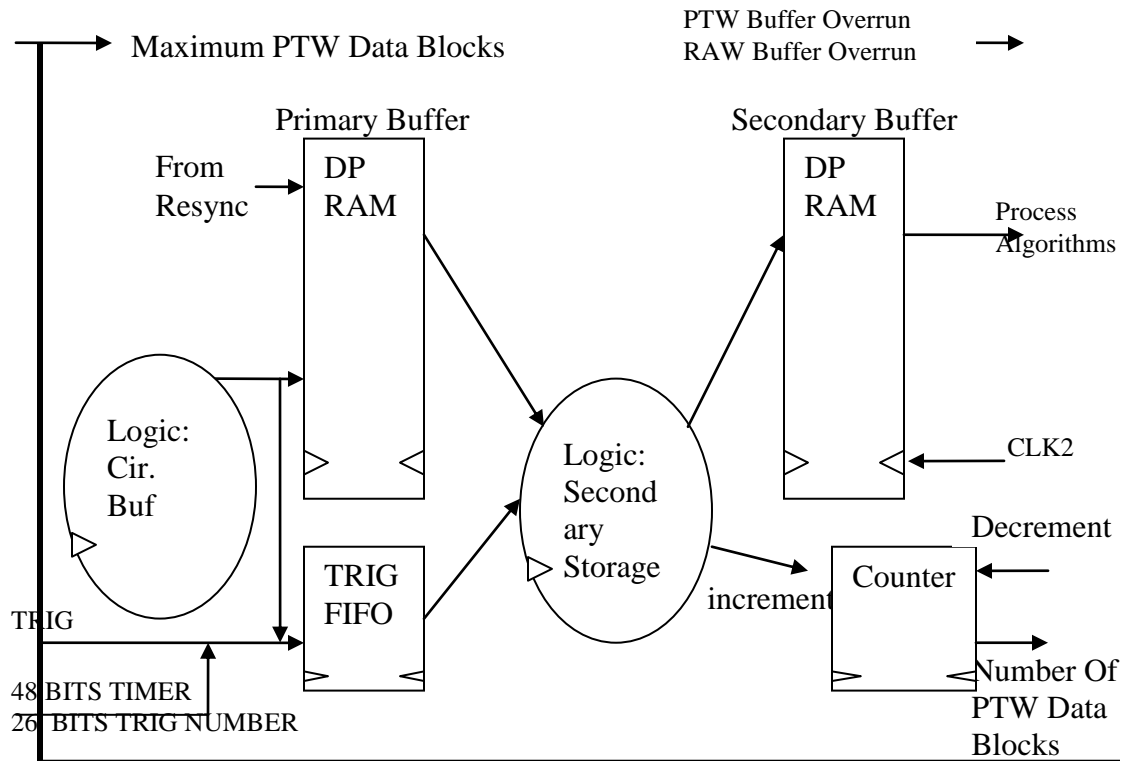 Maximum PTW Data Blocks
PTW Buffer Overrun
RAW Buffer Overrun
Primary Buffer
Secondary Buffer
From
Resync
DP
RAM
DP
RAM
Process
Algorithms
Logic:
Cir.
Buf
Logic:
Second
ary
Storage
CLK2
Decrement
TRIG
FIFO
Counter
increment
TRIG
48 BITS TIMER
26 BITS TRIG NUMBER
Number Of
PTW Data
Blocks